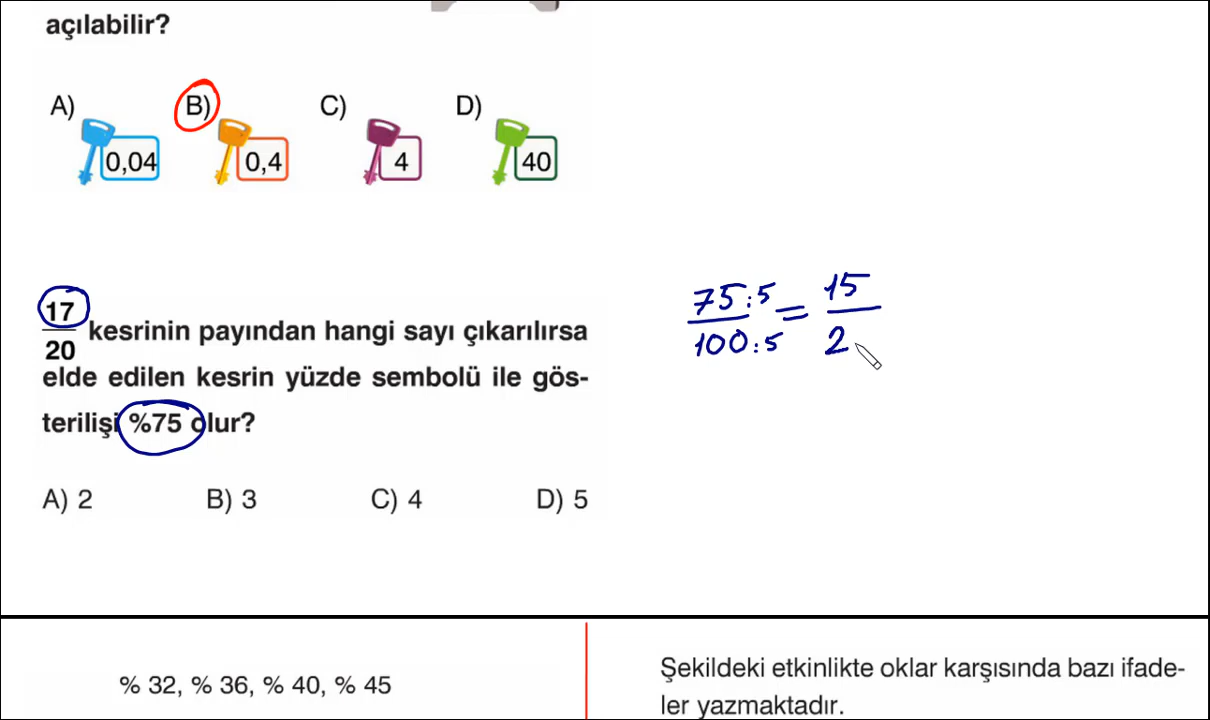 açılabilir?
A) 0,04 B) 0,4 C) 4 D) 40
17
20 kesrinin payından hangi sayı çıkarılırsa
elde edilen kesrin yüzde sembolü ile gös-
terilişi %75 olur?
A) 2 B) 3 C) 4 D) 5
75:5 = 15
100:5 2
% 32, % 36, % 40, % 45
Şekildeki etkinlikte oklar karşısında bazı ifade-
ler yazmaktadır.